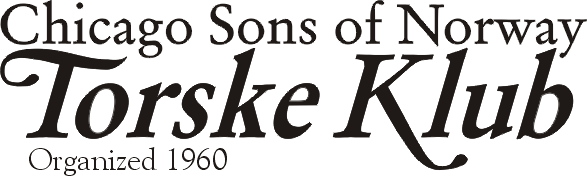 Chicago Sons of Norway
Torske Klub
Organized 1960